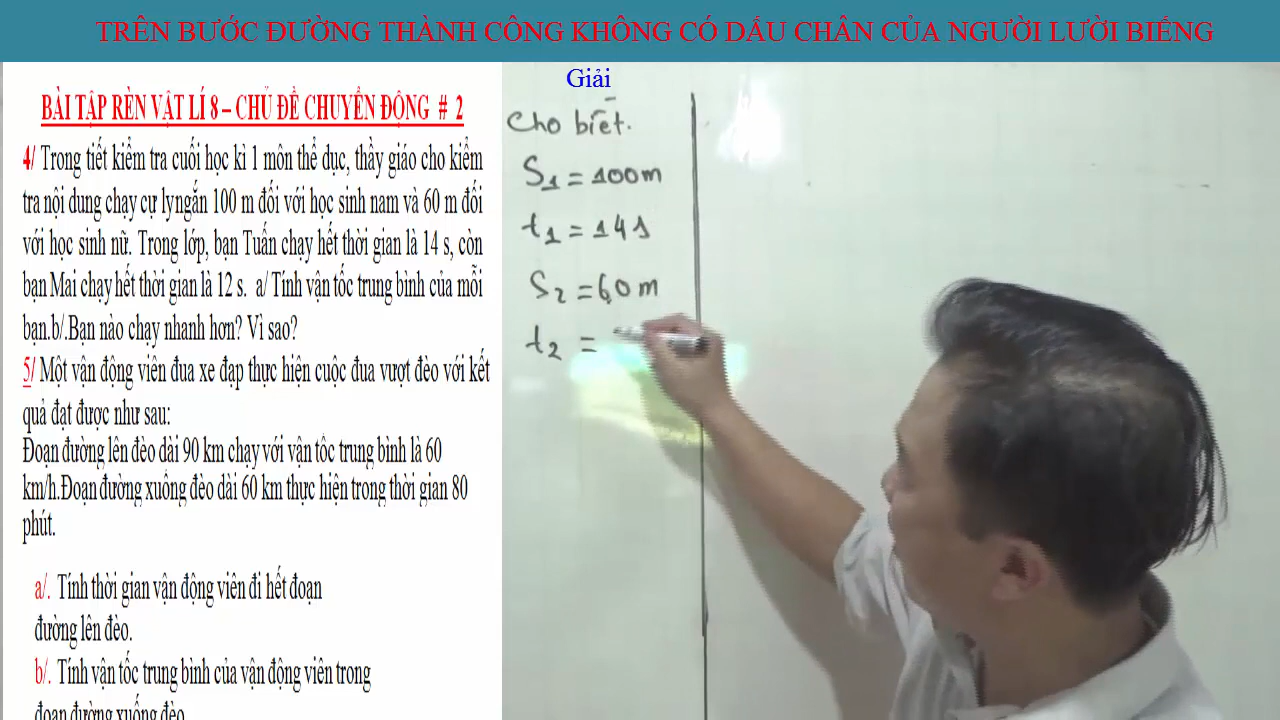 TRÊN BƯỚC ĐƯỜNG THÀNH CÔNG KHÔNG CÓ DẤU CHÂN CỦA NGƯỜI LƯỜI BIẾNG
BÀI TẬP RÈN VẬT LÍ 8 – CHỦ ĐỀ CHUYỂN ĐỘNG # 2
4/ Trong tiết kiểm tra cuối học kì 1 môn thể dục, thầy giáo cho kiểm
tra nội dung chạy cự lyngắn 100 m đối với học sinh nam và 60 m đối
với học sinh nữ. Trong lớp, bạn Tuấn chạy hết thời gian là 14 s, còn
bạn Mai chạy hết thời gian là 12 s. a/ Tính vận tốc trung bình của mỗi
bạn.b/.Bạn nào chạy nhanh hơn? Vì sao?
5/ Một vận động viên đua xe đạp thực hiện cuộc đua vượt đèo với kết
quả đạt được như sau:
Đoạn đường lên đèo dài 90 km chạy với vận tốc trung bình là 60
km/h.Đoạn đường xuống đèo dài 60 km thực hiện trong thời gian 80
phút.
a/. Tính thời gian vận động viên đi hết đoạn
đường lên đèo.
b/. Tính vận tốc trung bình của vận động viên trong
đoạn đường xuống đèo
Giải
Cho biết.
S1 = 100m
t1 = 14s
S2 = 60m
t2 =